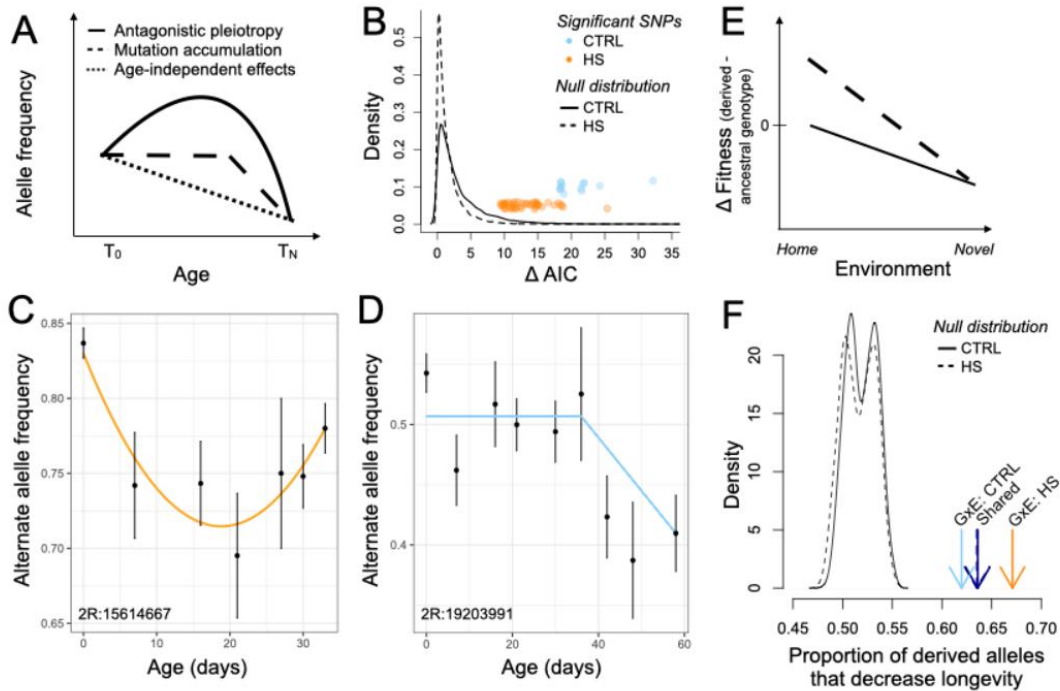 A
Antagonistic pleiotropy
Mutation accumulation
Age-independent effects
Alelle frequency
T0
TN
Age
B
Significant SNPs
CTRL
HS
Null distribution
CTRL
HS
Density
0.5
0.4
0.3
0.2
0.1
0.0
0 5 10 15 20 25 30 35
Δ AIC
E
Δ Fitness (derived -
ancestral genotype)
0
Home
Novel
Environment
C
Alternate alelle frequency
0.85
0.80
0.75
0.70
0.65
2R:15614667
0 10 20 30
Age (days)
D
Alternate alelle frequency
0.5
0.4
2R:19203991
0 20 40 60
Age (days)
F
Null distribution
CTRL
HS
Density
20
15
10
5
0
GxE: CTRL
Shared
GxE: HS
0.45 0.50 0.55 0.60 0.65 0.70
Proportion of derived alleles
that decrease longevity